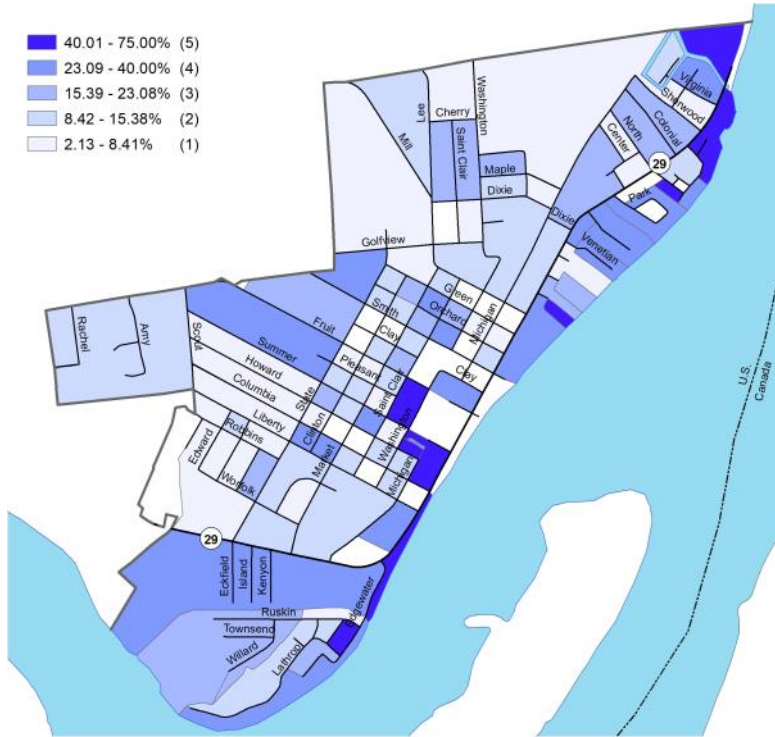 40.01 - 75.00% (5)
23.09 - 40.00% (4)
15.39 - 23.08% (3)
8.42 - 15.38% (2)
2.13 - 8.41% (1)
Virginia
Sherwood
Colonial
North
Center
29
Park
Lee
Washington
Cherry
Mill
Saint Clair
Maple
Dixie
Dixie
Venetian
Golfview
Green
Smith
Orchard
Michigan
Fruit
Clay
Clay
Rachel
Amy
Scout
Summer
Pleasant
Howard
Saint Clair
State
Columbia
Clinton
Washington
Liberty
Robbins
Edward
Market
Michigan
Worfolk
29
Eckfield
Island
Kenyon
Edgewater
Ruskin
Townsend
Willard
Lathrop
U.S.
Canada